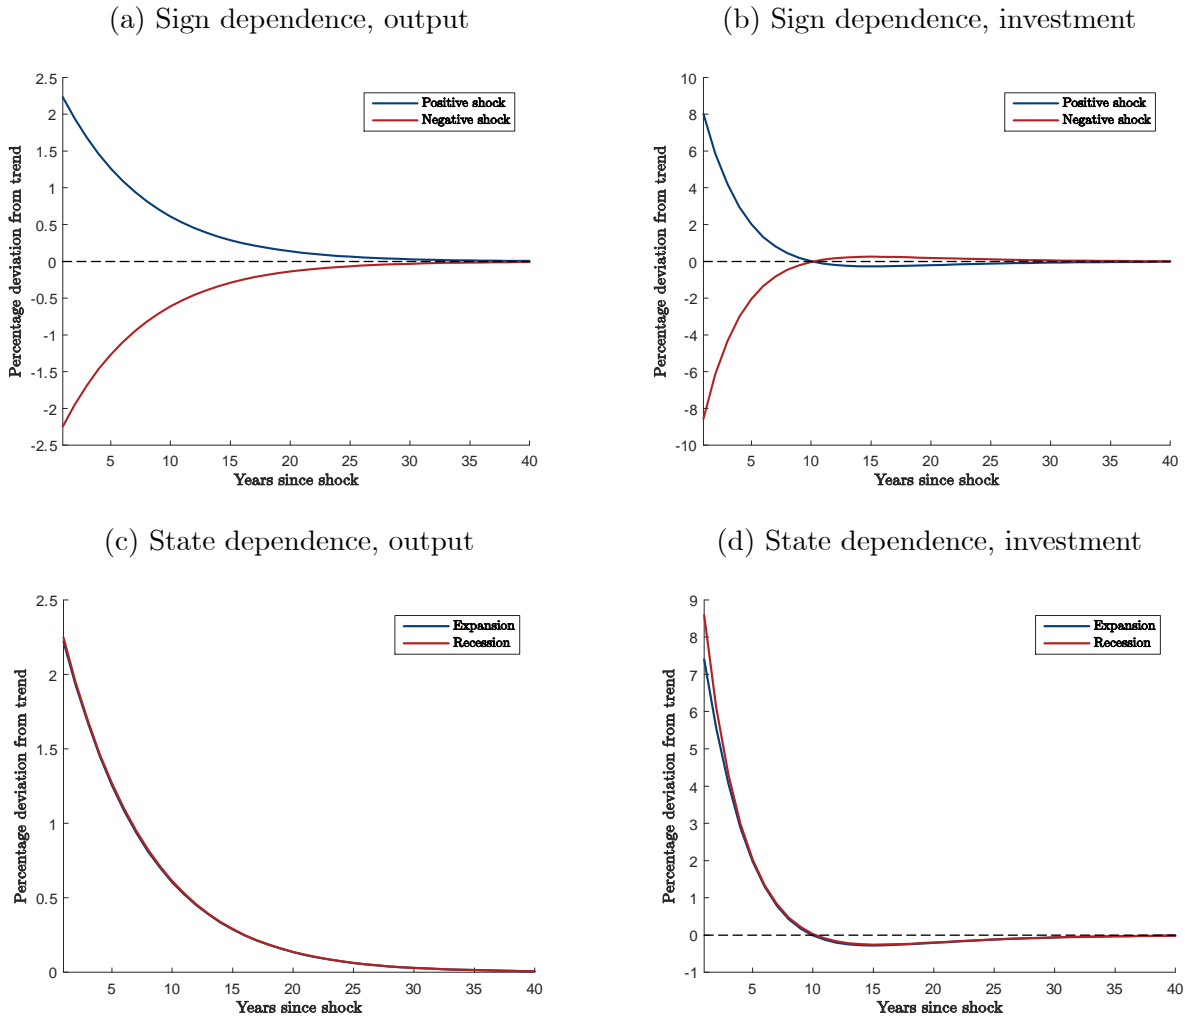 (a) Sign dependence, output
2.5
2
1.5
1
0.5
0
-0.5
-1
-1.5
-2
-2.5
Percentage deviation from trend
Positive shock
Negative shock
5 10 15 20 25 30 35 40
Years since shock
(b) Sign dependence, investment
10
8
6
4
2
0
-2
-4
-6
-8
-10
Percentage deviation from trend
Positive shock
Negative shock
5 10 15 20 25 30 35 40
Years since shock
(c) State dependence, output
2.5
2
1.5
1
0.5
0
Percentage deviation from trend
Expansion
Recession
5 10 15 20 25 30 35 40
Years since shock
(d) State dependence, investment
9
8
7
6
5
4
3
2
1
0
-1
Percentage deviation from trend
Expansion
Recession
5 10 15 20 25 30 35 40
Years since shock